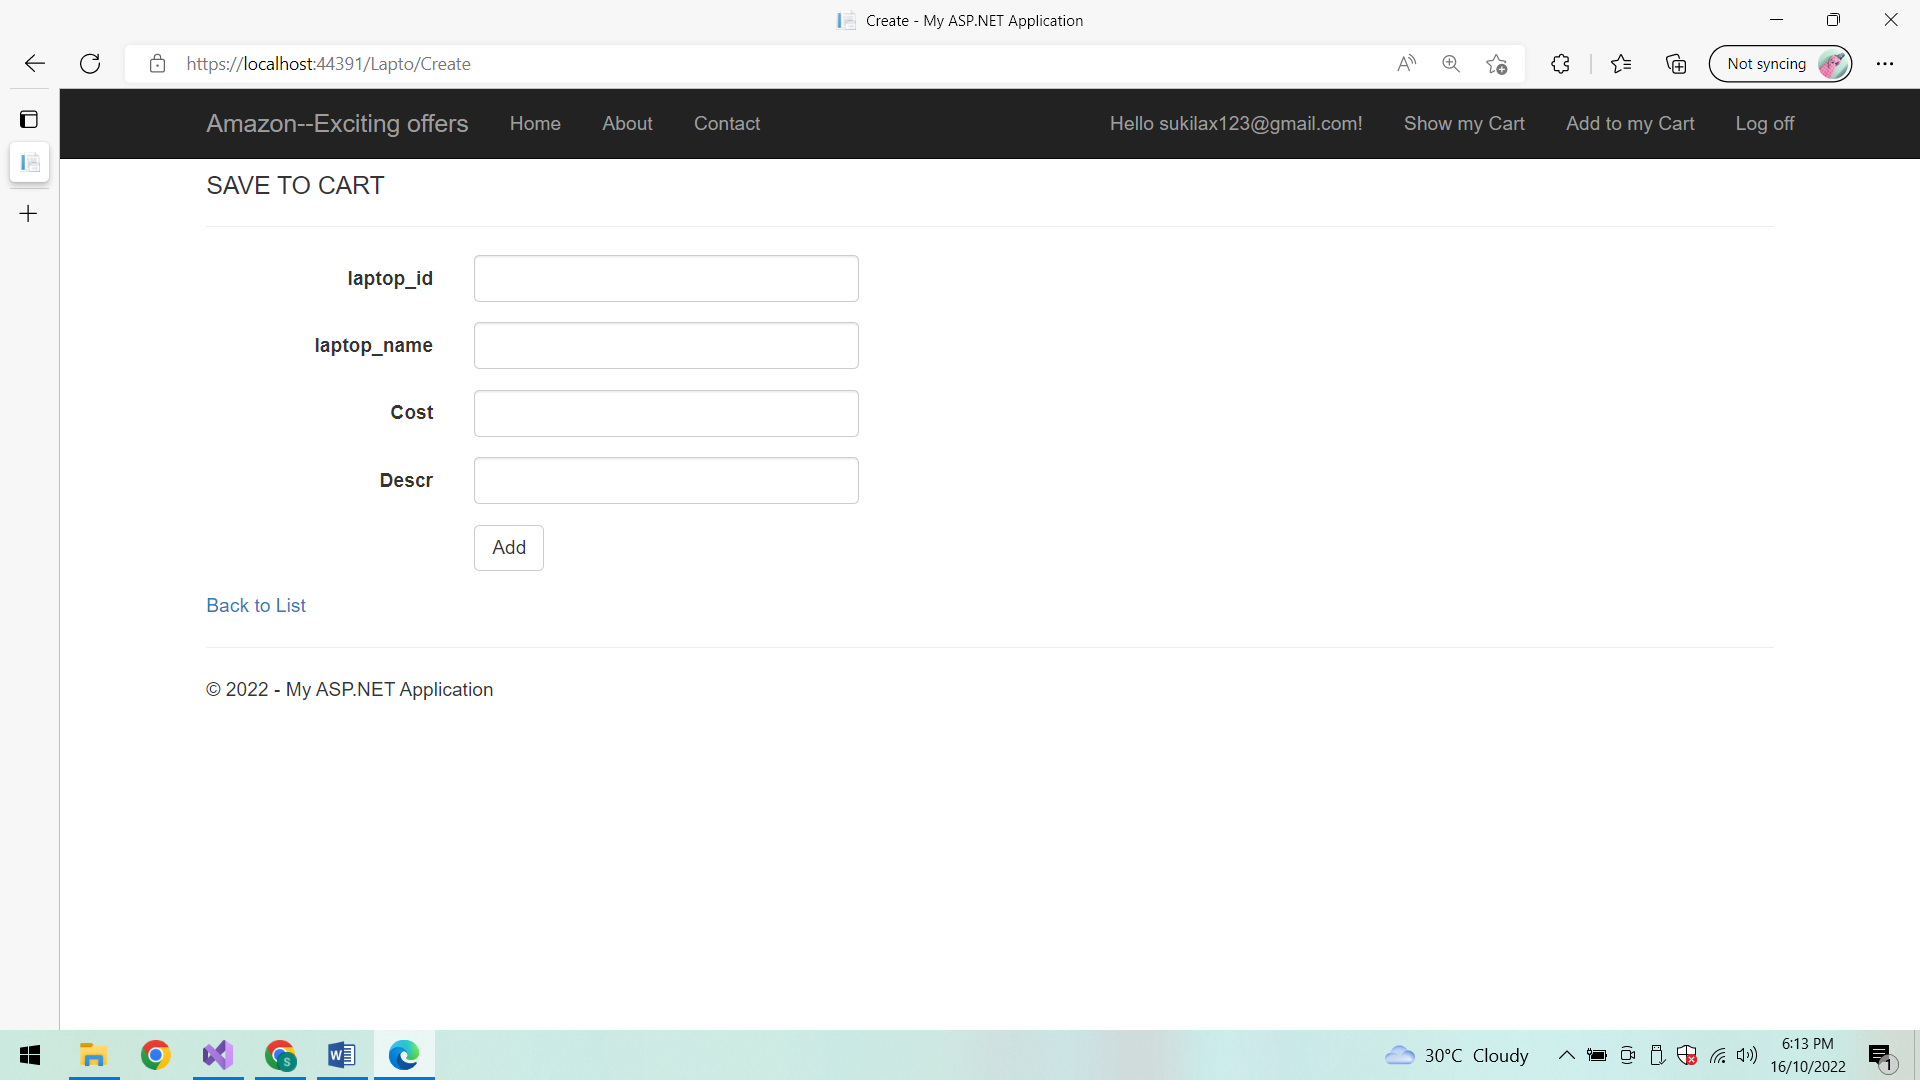 Create - My ASP.NET Application
https://localhost:44391/Lapto/Create
Not syncing
Amazon--Exciting offers Home About Contact Hello sukilax123@gmail.com! Show my Cart Add to my Cart Log off
SAVE TO CART
laptop_id
laptop_name
Cost
Descr
Add
Back to List
© 2022 - My ASP.NET Application
30°C Cloudy
6:13 PM
16/10/2022
1